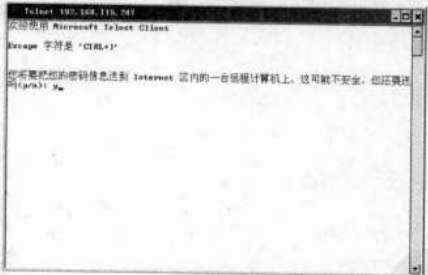 Telnet 192.168.115.247
欢迎使用 Microsoft Telnet Client
Escape 字符是 'CTRL+]'
您将要把您的密码信息送到 Internet 区内的一台远程计算机上。这可能不安全。您还要送
吗(y/n): y